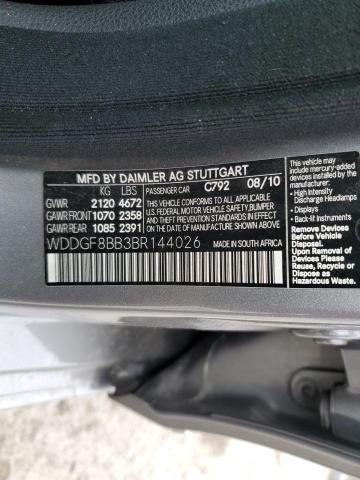 MFD BY DAIMLER AG STUTTGART
KG LBS PASSENGER CAR C792 08/10
GVWR 2120 4672
GAWR FRONT 1070 2358
GAWR REAR 1085 2391
THIS VEHICLE CONFORMS TO ALL APPLICABLE
U.S. FEDERAL MOTOR VEHICLE SAFETY, BUMPER
AND THEFT PREVENTION STANDARDS IN EFFECT
ON THE DATE OF MANUFACTURE SHOWN ABOVE.
WDDGF8BB3BR144026 MADE IN SOUTH AFRICA
May include mercury-
added devices installed
by manufacturer:
• High Intensity
Discharge Headlamps
• Displays
• Back-lit Instruments
Remove Devices
Before Vehicle
Disposal.
Upon Removal of
Devices Please
Reuse, Recycle
or Dispose as
Hazardous Waste.